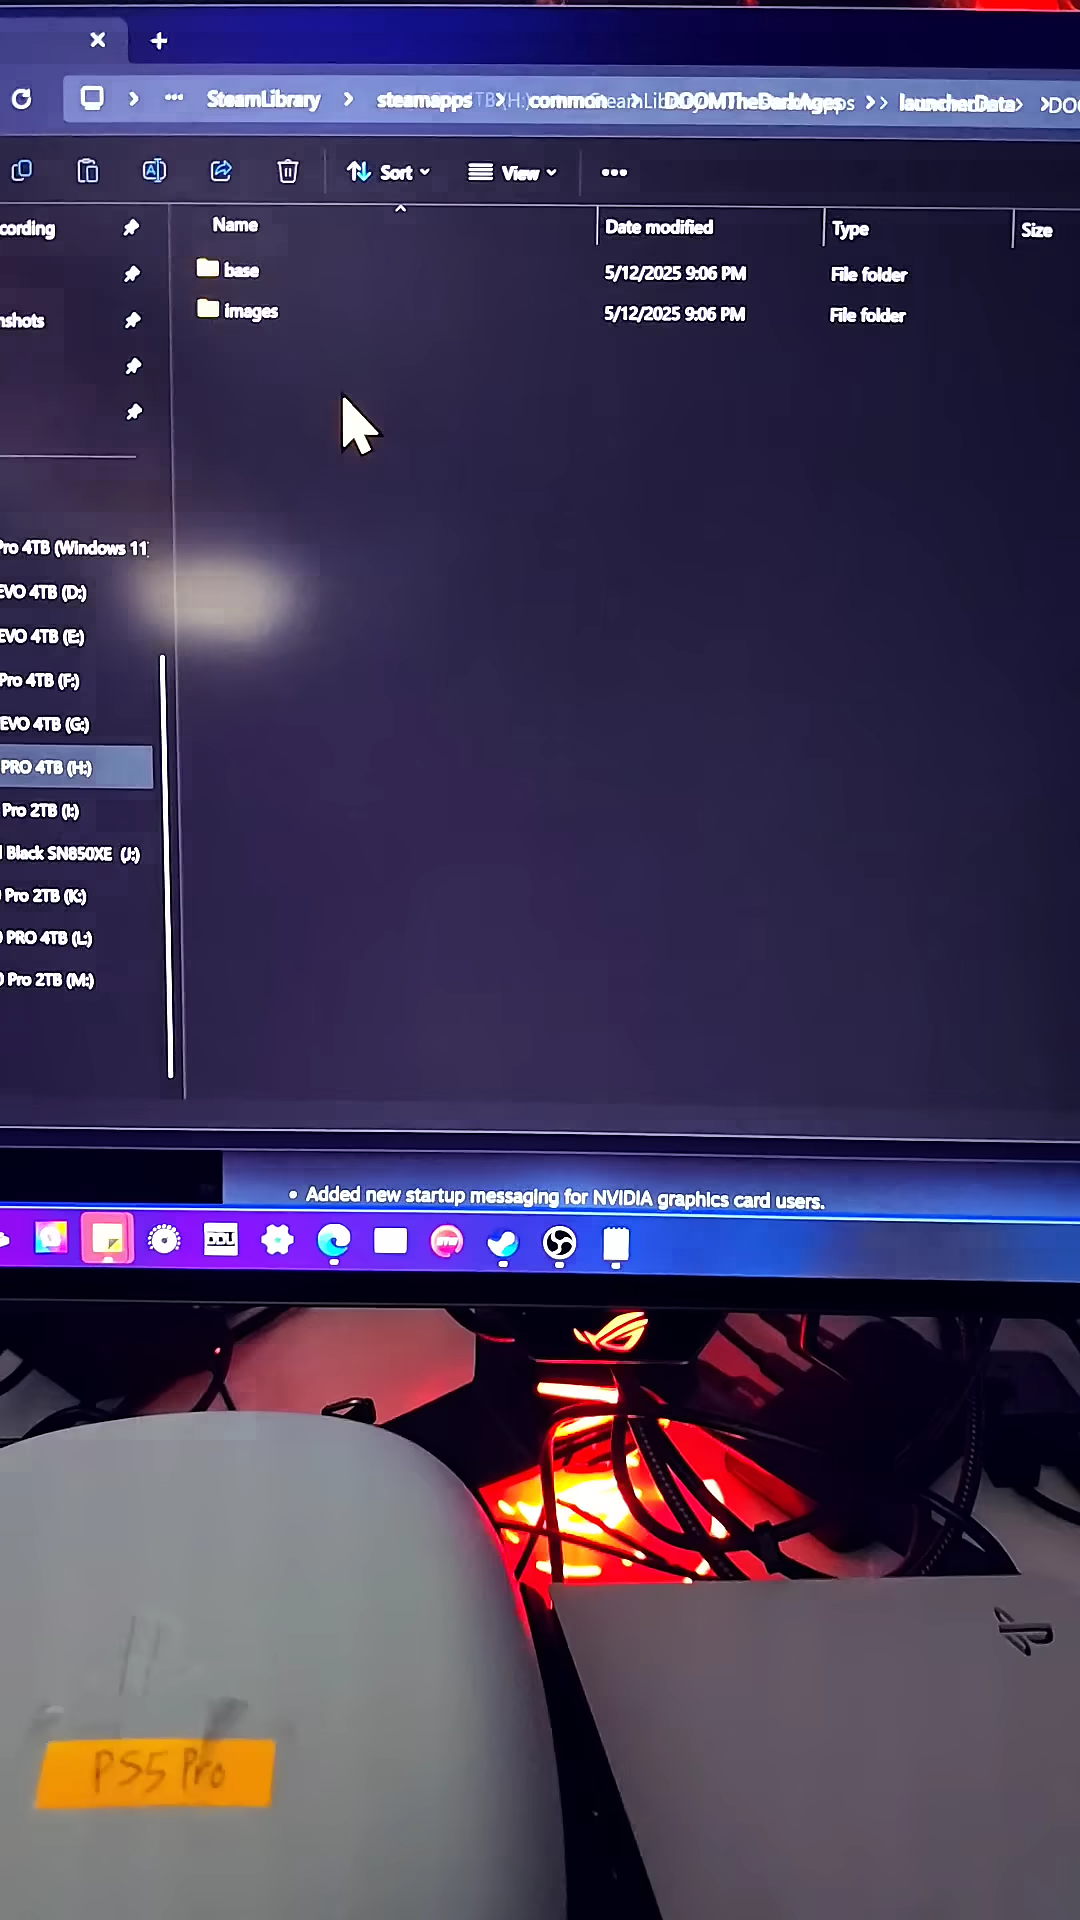 SteamLibrary > steamapps > common > DOOMTheDarkAges > launcherData >
Sort
View
Name
Date modified
Type
Size
base
5/12/2025 9:06 PM
File folder
images
5/12/2025 9:06 PM
File folder
cording
nshots
Pro 4TB (Windows 11
EVO 4TB (D:)
EVO 4TB (E:)
Pro 4TB (F:)
EVO 4TB (G:)
PRO 4TB (H:)
Pro 2TB (I:)
Black SN850XE (J:)
Pro 2TB (K:)
PRO 4TB (L:)
Pro 2TB (M:)
• Added new startup messaging for NVIDIA graphics card users.
DDU
PS5 Pro